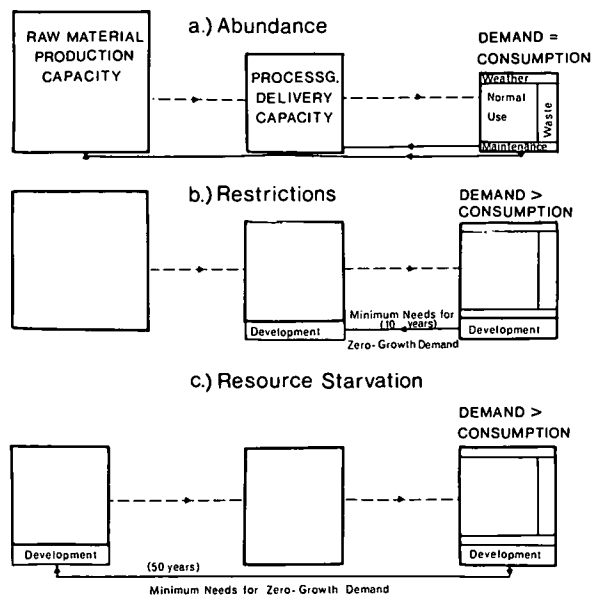 a.) Abundance
RAW MATERIAL
PRODUCTION
CAPACITY
PROCESSG.
DELIVERY
CAPACITY
DEMAND =
CONSUMPTION
Weather
Normal
Use
Waste
Maintenance
b.) Restrictions
DEMAND >
CONSUMPTION
Development
Minimum Needs for
(10 years)
Zero-Growth Demand
Development
c.) Resource Starvation
DEMAND >
CONSUMPTION
Development
Development
(50 years)
Minimum Needs for Zero-Growth Demand